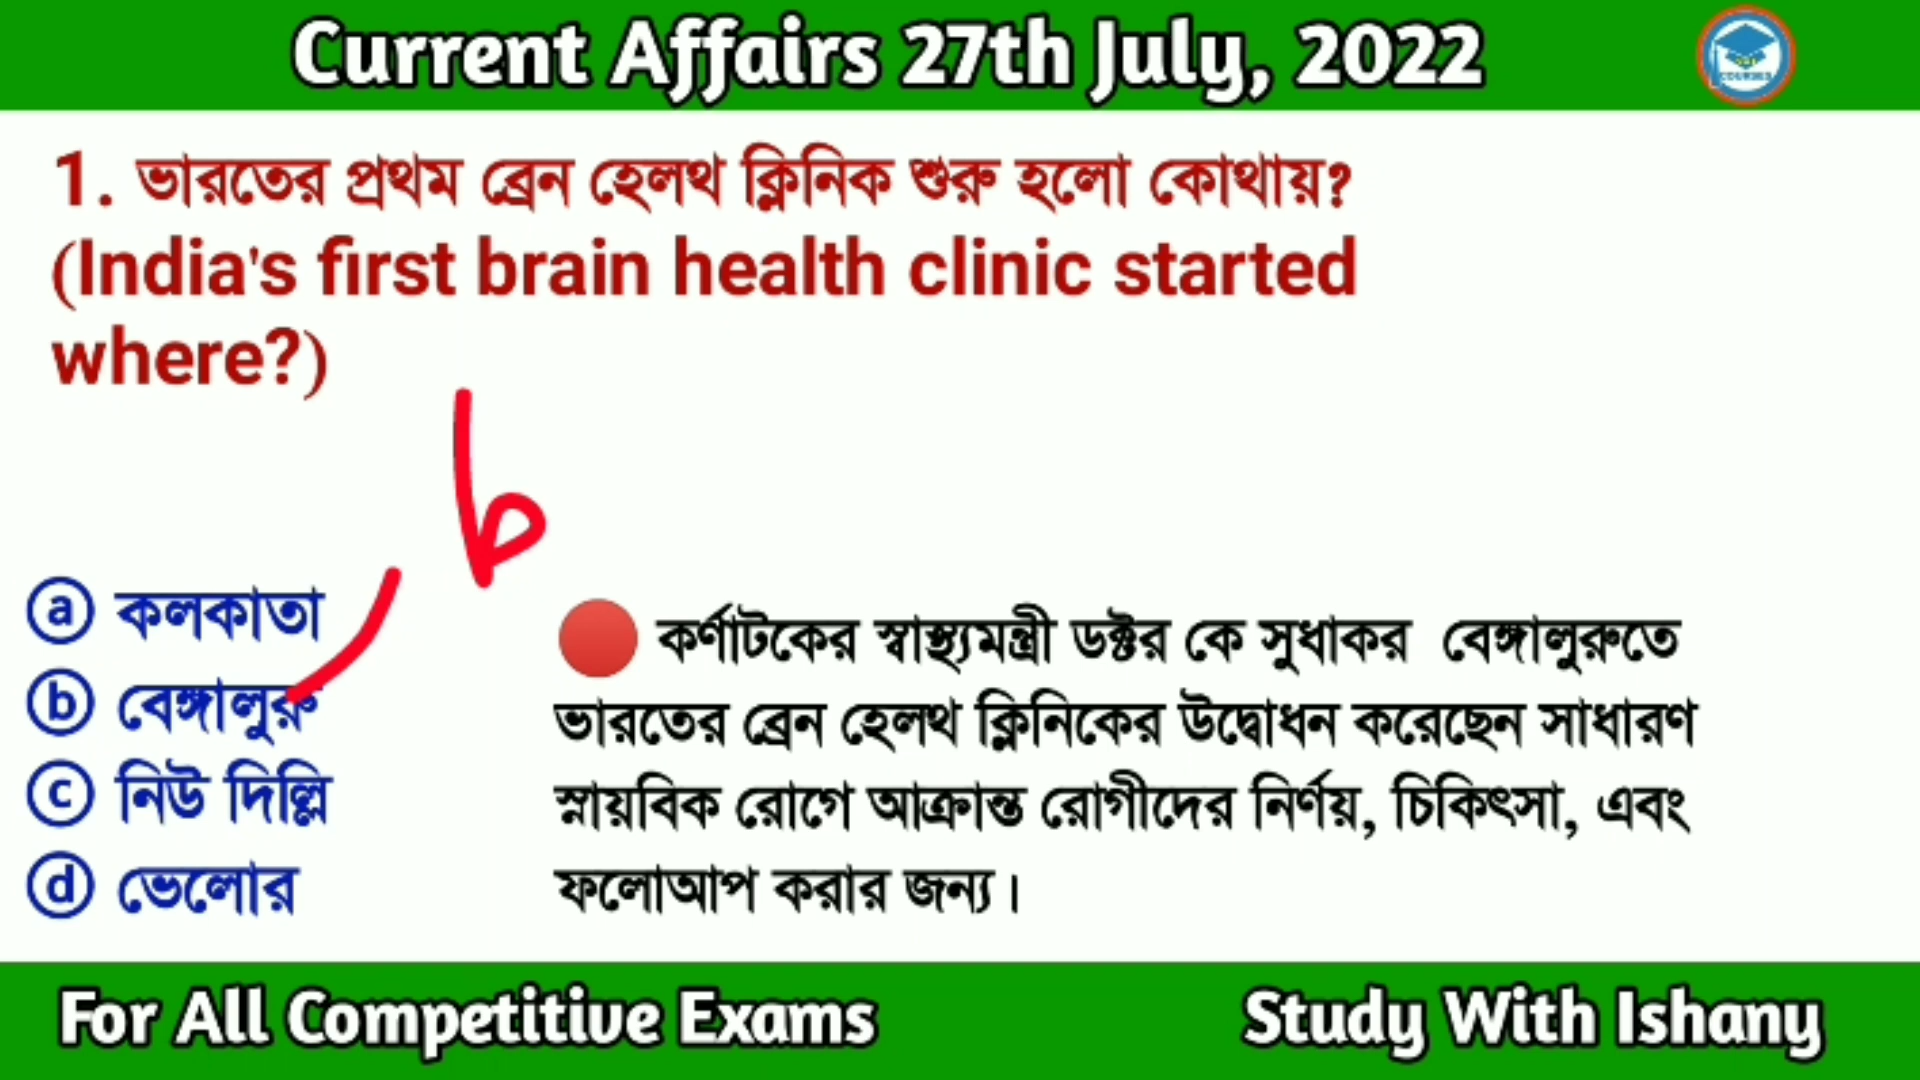 Current Affairs 27th July, 2022
COURSES
1. ভারতের প্রথম ব্রেন হেলথ ক্লিনিক শুরু হলো কোথায়?
(India's first brain health clinic started
where?)
b
ⓐ কলকাতা
ⓑ বেঙ্গালুরু
ⓒ নিউ দিল্লি
ⓓ ভেলোর
কর্ণাটকের স্বাস্থ্যমন্ত্রী ডক্টর কে সুধাকর বেঙ্গালুরুতে
ভারতের ব্রেন হেলথ ক্লিনিকের উদ্বোধন করেছেন সাধারণ
স্নায়বিক রোগে আক্রান্ত রোগীদের নির্ণয়, চিকিৎসা, এবং
ফলোআপ করার জন্য।
For All Competitive Exams
Study With Ishany